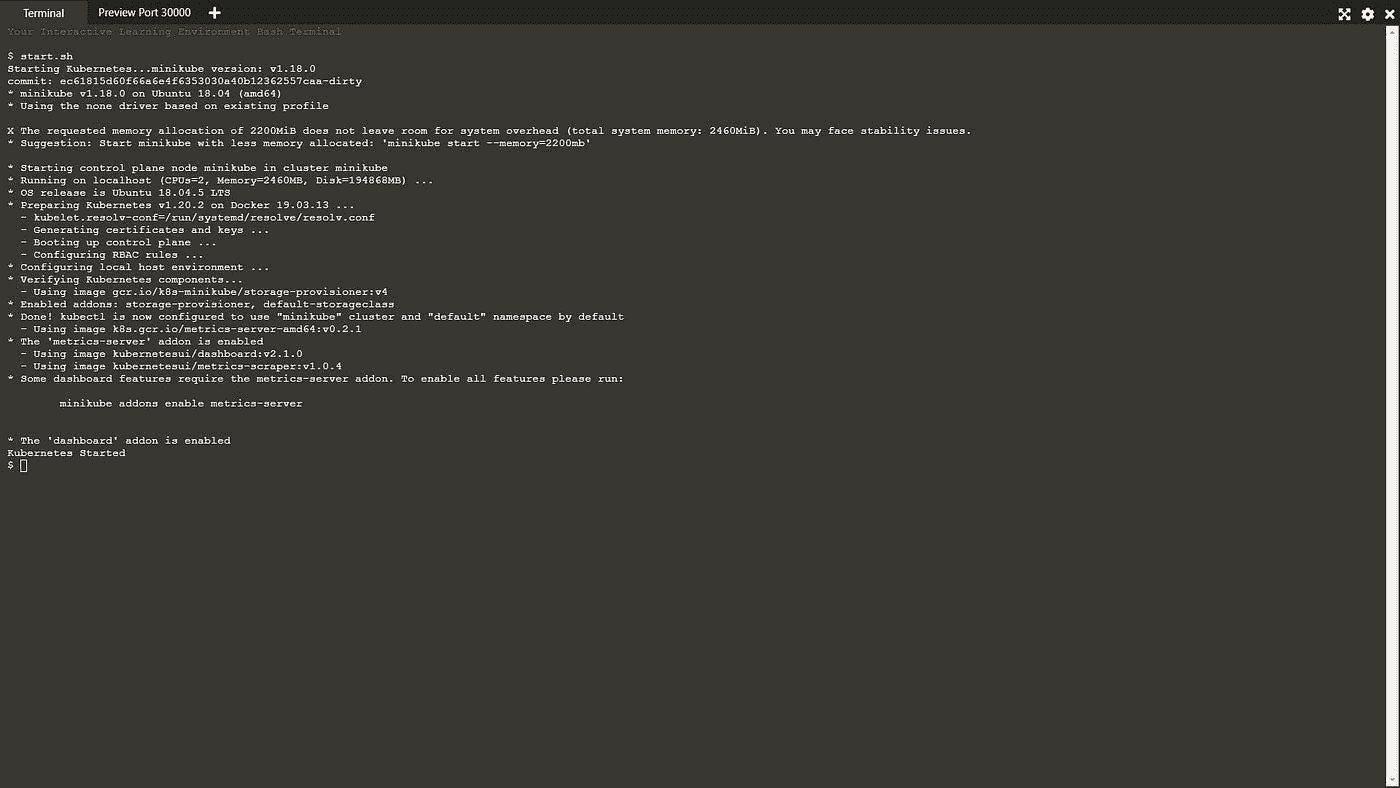 Terminal
Preview Port 30000
Your Interactive Learning Environment Bash Terminal
$ start.sh
Starting Kubernetes...minikube version: v1.18.0
commit: ec61815d60f66a6e4f6353030a40b12362557caa-dirty
* minikube v1.18.0 on Ubuntu 18.04 (amd64)
* Using the none driver based on existing profile
X The requested memory allocation of 2200MiB does not leave room for system overhead (total system memory: 2460MiB). You may face stability issues.
* Suggestion: Start minikube with less memory allocated: 'minikube start --memory=2200mb'
* Starting control plane node minikube in cluster minikube
* Running on localhost (CPUs=2, Memory=2460MB, Disk=194868MB) ...
* OS release is Ubuntu 18.04.5 LTS
* Preparing Kubernetes v1.20.2 on Docker 19.03.13 ...
- kubelet.resolv-conf=/run/systemd/resolve/resolv.conf
- Generating certificates and keys ...
- Booting up control plane ...
- Configuring RBAC rules ...
* Configuring local host environment ...
* Verifying Kubernetes components...
- Using image gcr.io/k8s-minikube/storage-provisioner:v4
* Enabled addons: storage-provisioner, default-storageclass
* Done! kubectl is now configured to use "minikube" cluster and "default" namespace by default
- Using image k8s.gcr.io/metrics-server-amd64:v0.2.1
* The 'metrics-server' addon is enabled
- Using image kubernetesui/dashboard:v2.1.0
- Using image kubernetesui/metrics-scraper:v1.0.4
* Some dashboard features require the metrics-server addon. To enable all features please run:
minikube addons enable metrics-server
* The 'dashboard' addon is enabled
Kubernetes Started
$